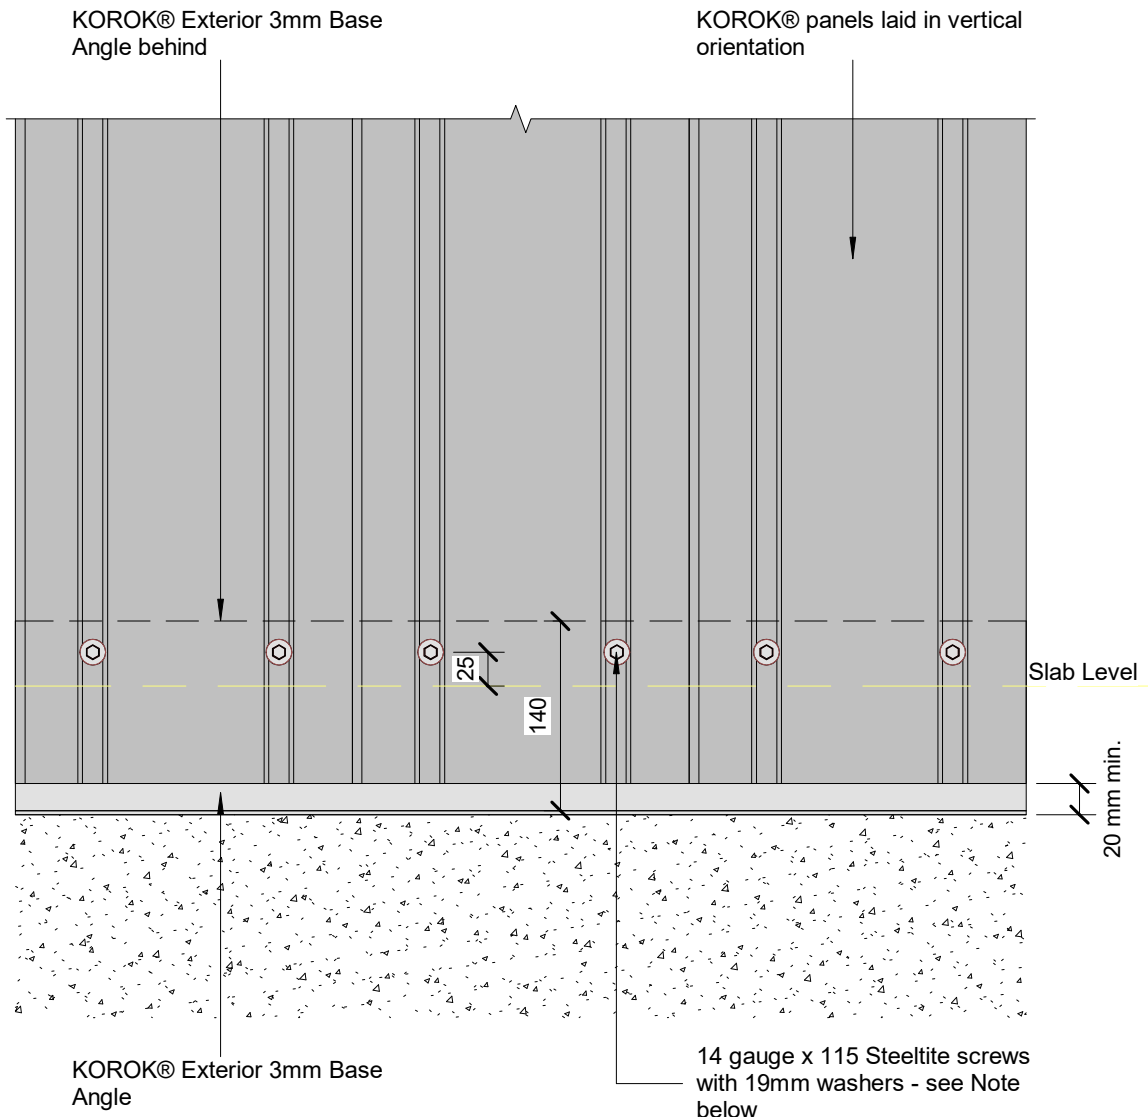 KOROK® Exterior 3mm Base
Angle behind
KOROK® panels laid in vertical
orientation
25
140
Slab Level
20 mm min.
KOROK® Exterior 3mm Base
Angle
14 gauge x 115 Steeltite screws
with 19mm washers - see Note
below